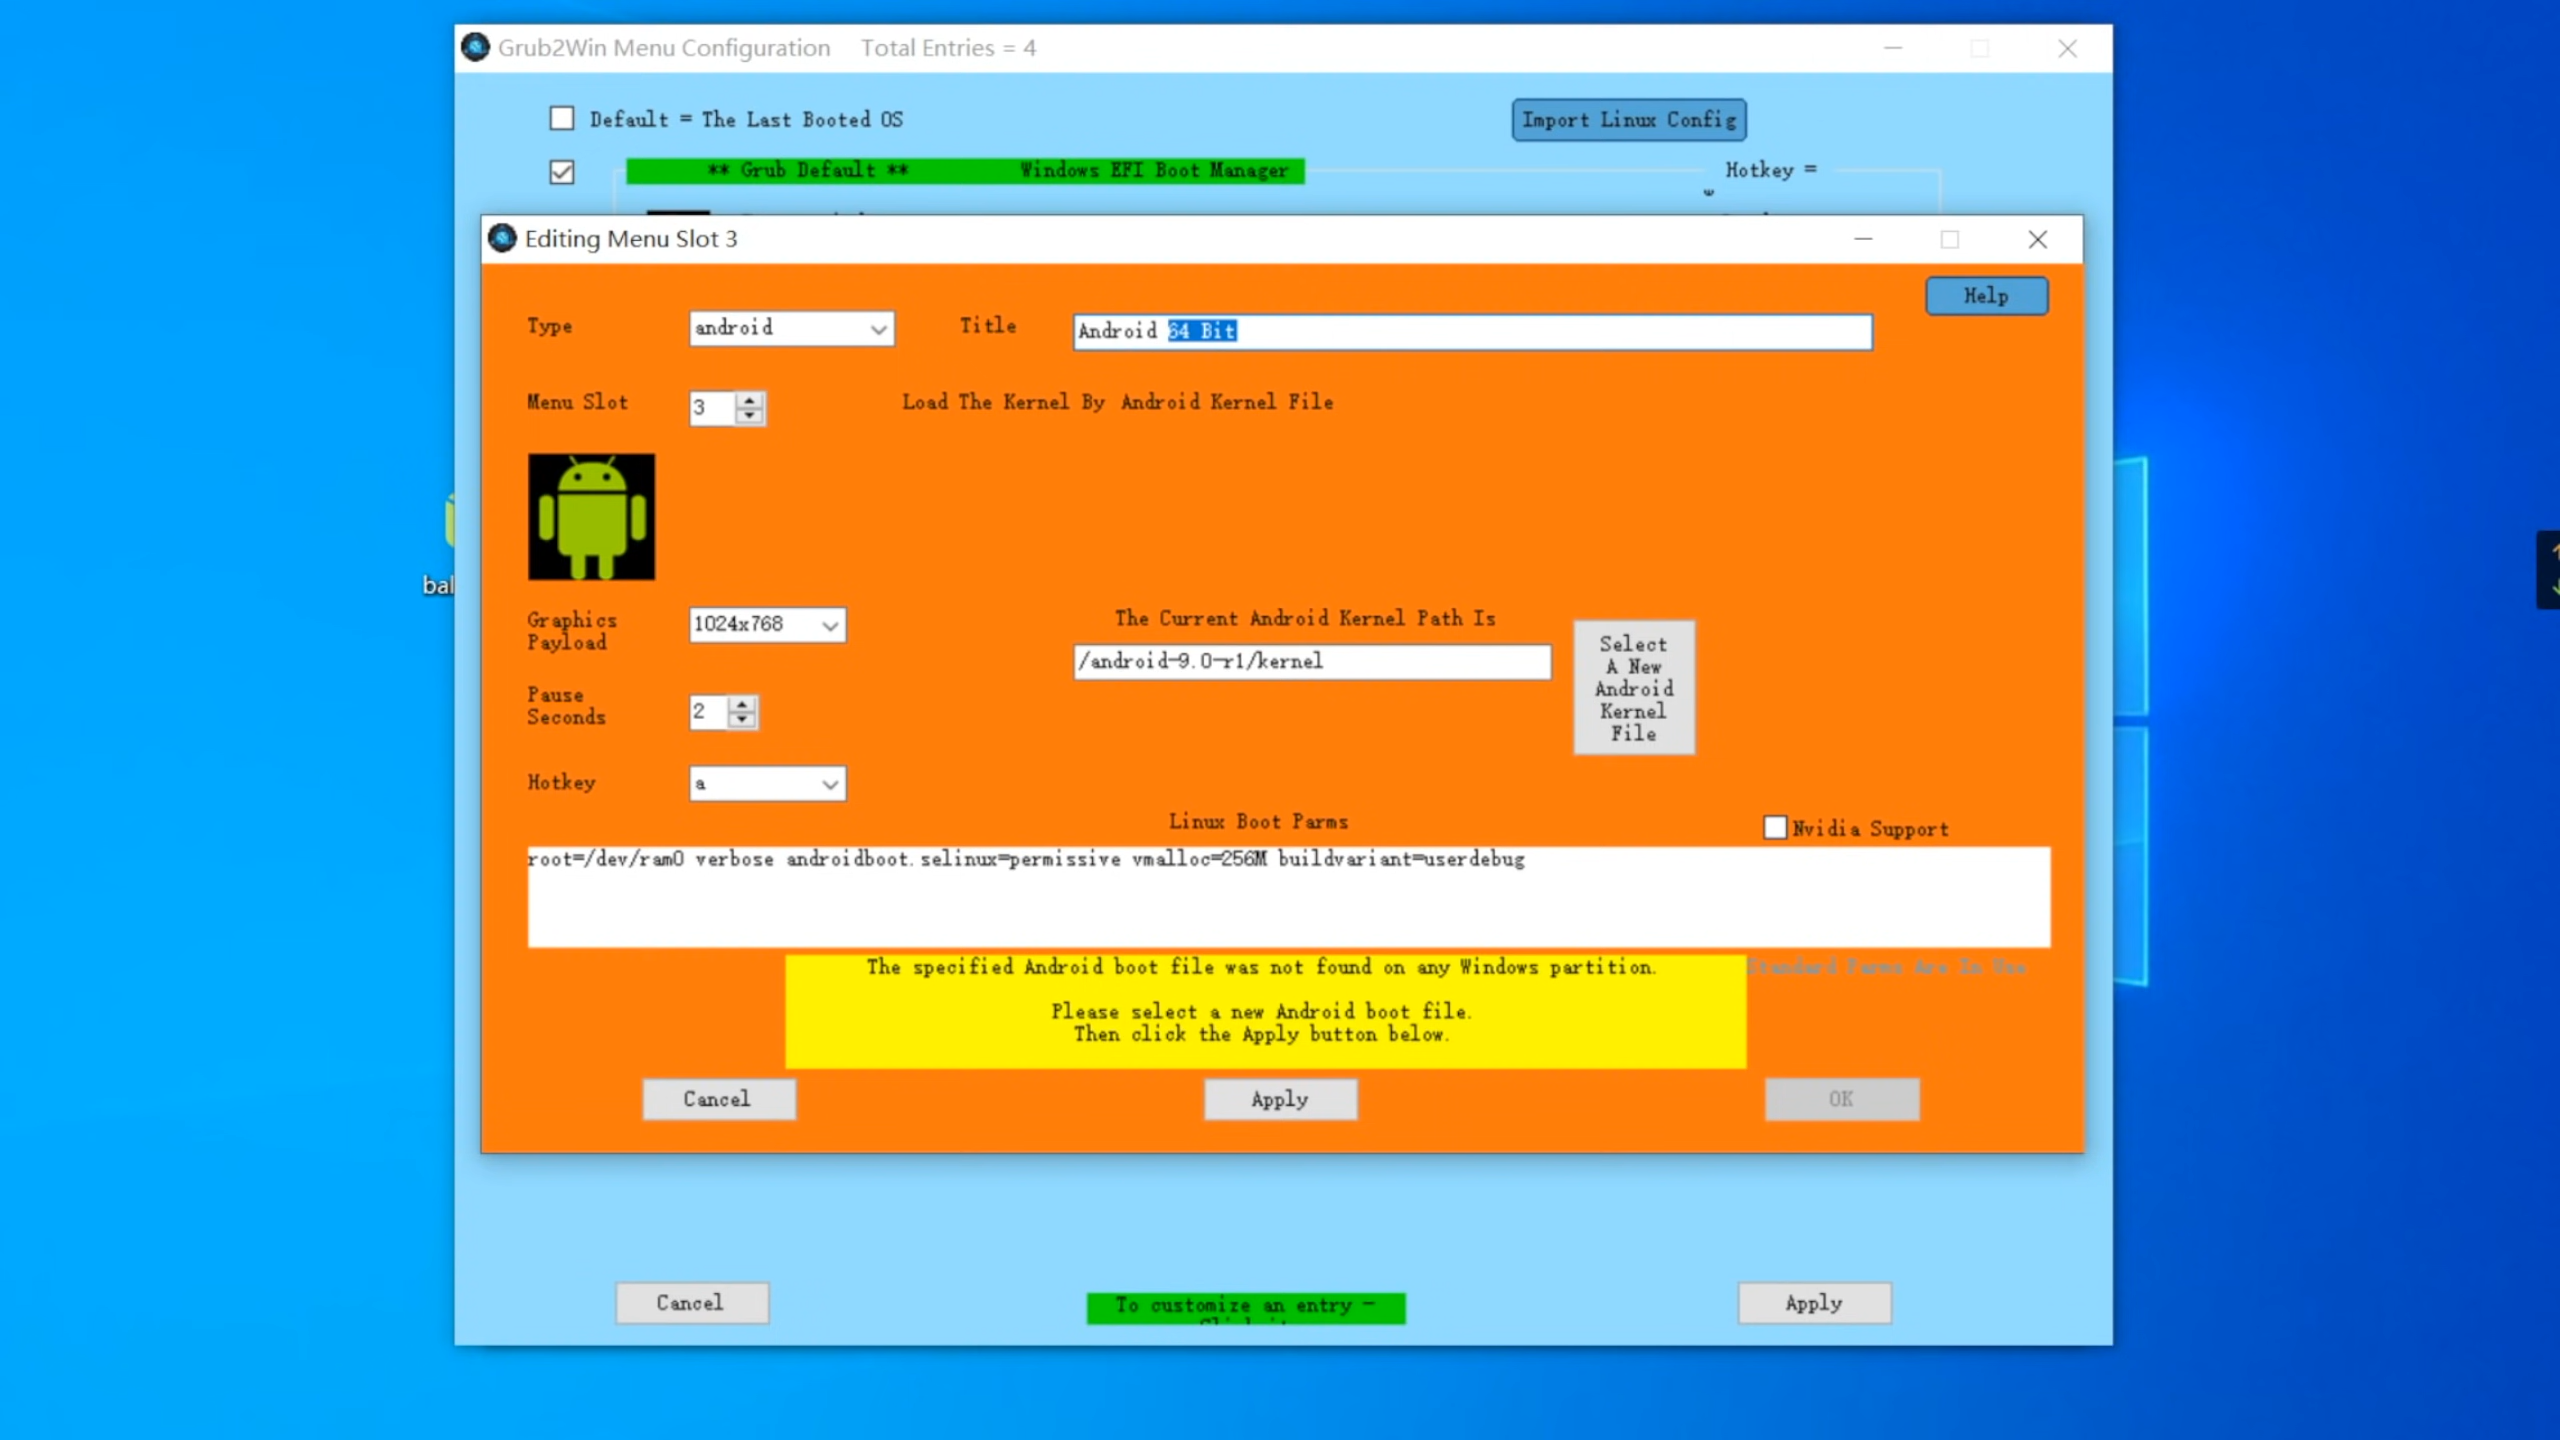 Grub2Win Menu Configuration Total Entries = 4
Default = The Last Booted OS
Import Linux Config
** Grub Default ** Windows EFI Boot Manager
Hotkey =
w
Editing Menu Slot 3
Help
Type
android
Title
Android 64 Bit
Menu Slot
3
Load The Kernel By Android Kernel File
bal
Graphics
Payload
1024x768
The Current Android Kernel Path Is
/android-9.0-r1/kernel
Select
A New
Android
Kernel
File
Pause
Seconds
2
Hotkey
a
Linux Boot Parms
Nvidia Support
root=/dev/ram0 verbose androidboot.selinux=permissive vmalloc=256M buildvariant=userdebug
The specified Android boot file was not found on any Windows partition.
Standard Parms Are In Use
Please select a new Android boot file.
Then click the Apply button below.
Cancel
Apply
OK
Cancel
To customize an entry -
Apply